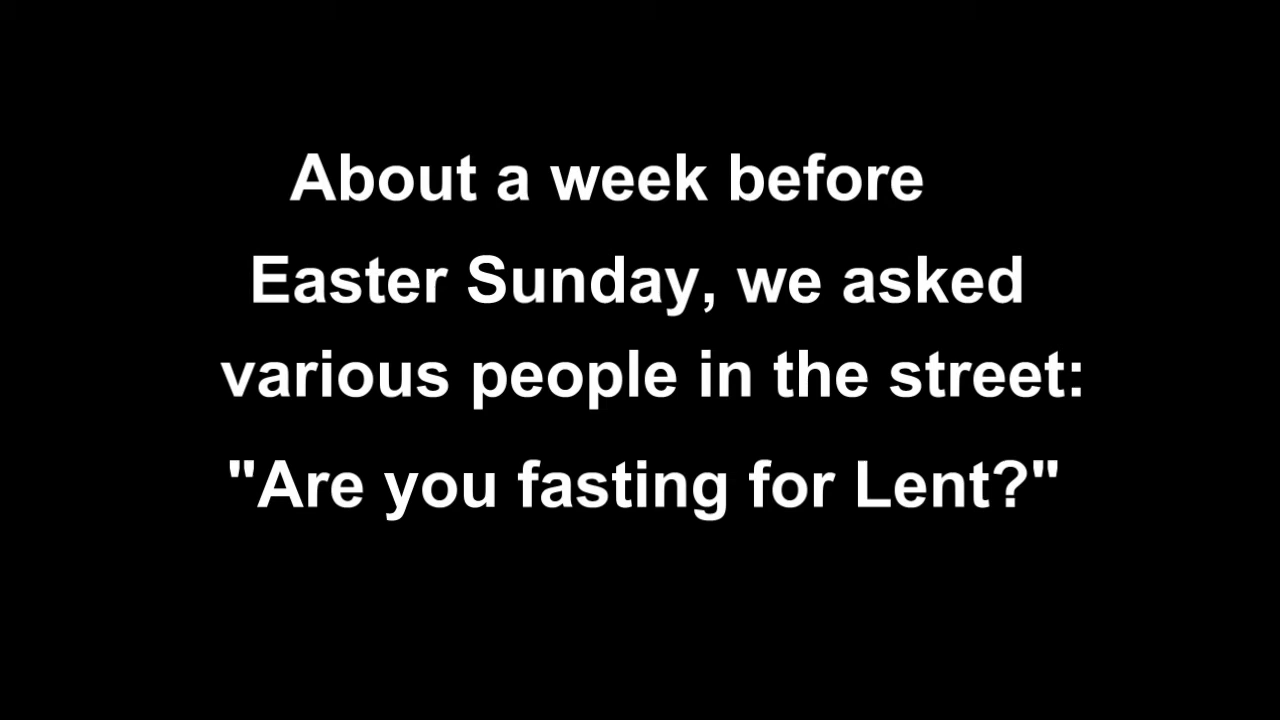 About a week before
Easter Sunday, we asked
various people in the street:
"Are you fasting for Lent?"